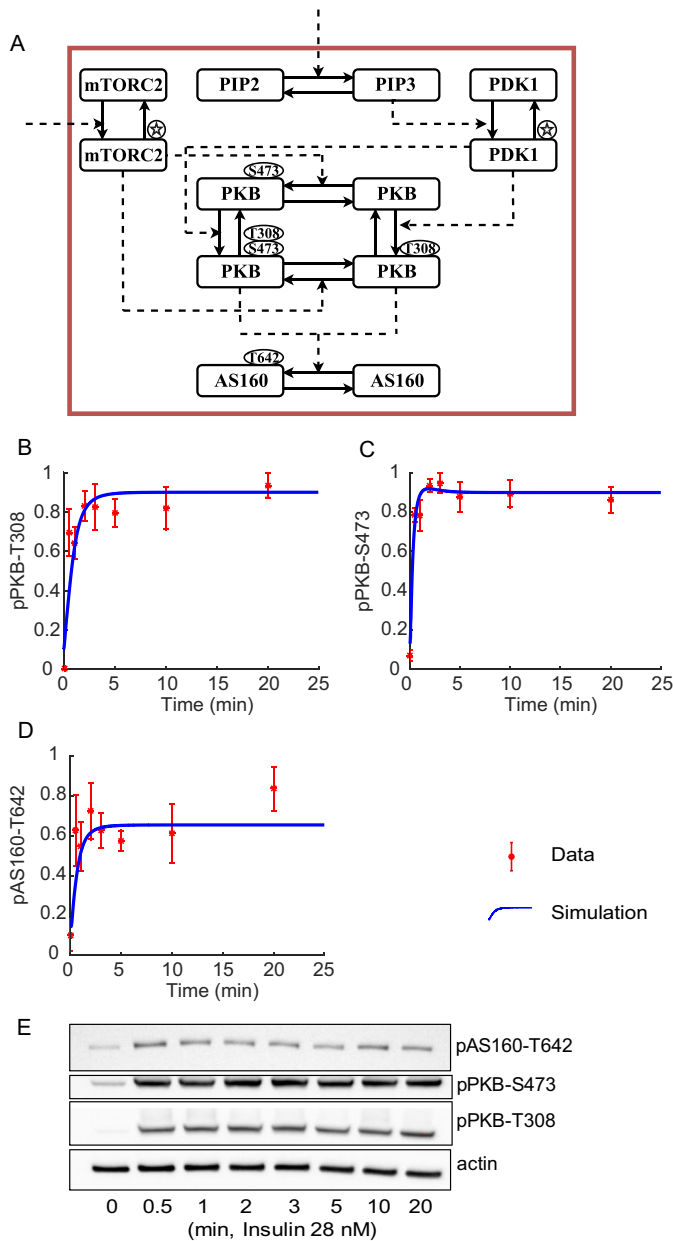 A
mTORC2 PIP2 PIP3 PDK1
mTORC2 PDK1
S473
PKB PKB
T308
S473 T308
PKB PKB
T642
AS160 AS160
B
pPKB-T308
1
0.8
0.6
0.4
0.2
0
0 5 10 15 20 25
Time (min)
C
pPKB-S473
1
0.8
0.6
0.4
0.2
0
0 5 10 15 20 25
Time (min)
D
pAS160-T642
1
0.8
0.6
0.4
0.2
0
0 5 10 15 20 25
Time (min)
Data
Simulation
E
pAS160-T642
pPKB-S473
pPKB-T308
actin
0 0.5 1 2 3 5 10 20
(min, Insulin 28 nM)